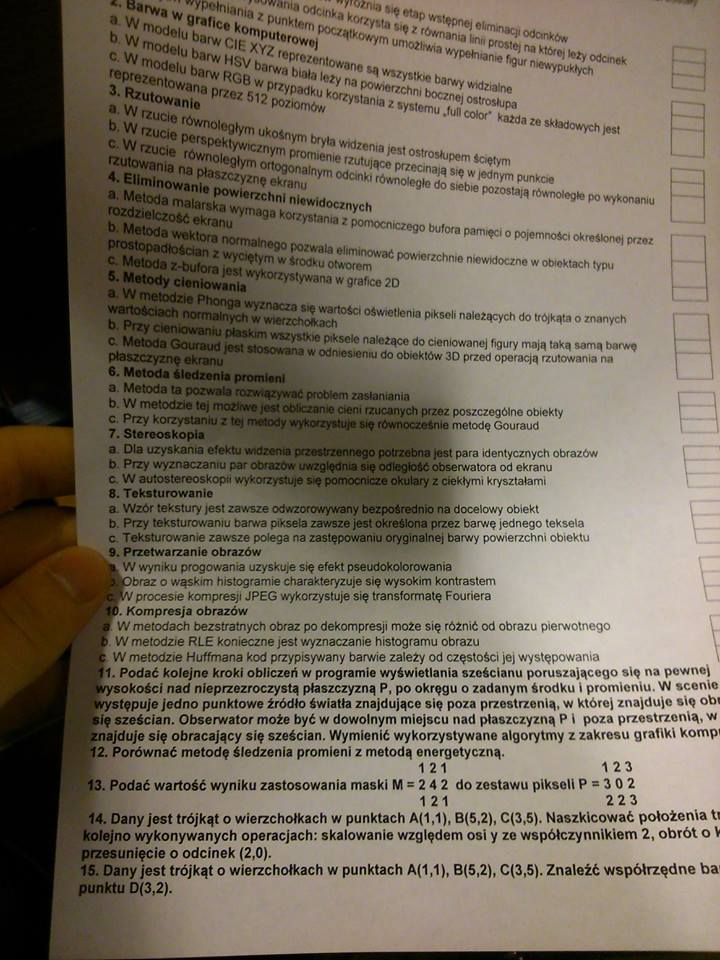 wyróżnia się etap wstępnej eliminacji odcinków
odcinka korzysta się z równania linii prostej na której leży odcinek
wypełniania z punktem początkowym umożliwia wypełnianie figur niewypukłych
2. Barwa w grafice komputerowej
a. W modelu barw CIE XYZ reprezentowane są wszystkie barwy widzialne
b. W modelu barw HSV barwa biała leży na powierzchni bocznej ostrosłupa
c. W modelu barw RGB w przypadku korzystania z systemu „full color" każda ze składowych jest
reprezentowana przez 512 poziomów
3. Rzutowanie
a. W rzucie równoległym ukośnym bryła widzenia jest ostrosłupem ściętym
b. W rzucie perspektywicznym promienie rzutujące przecinają się w jednym punkcie
c. W rzucie równoległym ortogonalnym odcinki równoległe do siebie pozostają równoległe po wykonaniu
rzutowania na płaszczyznę ekranu
4. Eliminowanie powierzchni niewidocznych
a. Metoda malarska wymaga korzystania z pomocniczego bufora pamięci o pojemności określonej przez
rozdzielczość ekranu
b. Metoda wektora normalnego pozwala eliminować powierzchnie niewidoczne w obiektach typu
prostopadłościan z wyciętym w środku otworem
c. Metoda z-bufora jest wykorzystywana w grafice 2D
5. Metody cieniowania
a. W metodzie Phonga wyznacza się wartości oświetlenia pikseli należących do trójkąta o znanych
wartościach normalnych w wierzchołkach
b. Przy cieniowaniu płaskim wszystkie piksele należące do cieniowanej figury mają taką samą barwę
c. Metoda Gouraud jest stosowana w odniesieniu do obiektów 3D przed operacją rzutowania na
płaszczyznę ekranu
6. Metoda śledzenia promieni
a. Metoda ta pozwala rozwiązywać problem zasłaniania
b. W metodzie tej możliwe jest obliczanie cieni rzucanych przez poszczególne obiekty
c. Przy korzystaniu z tej metody wykorzystuje się równocześnie metodę Gouraud
7. Stereoskopia
a. Dla uzyskania efektu widzenia przestrzennego potrzebna jest para identycznych obrazów
b. Przy wyznaczaniu par obrazów uwzględnia się odległość obserwatora od ekranu
c. W autostereoskopii wykorzystuje się pomocnicze okulary z ciekłymi kryształami
8. Teksturowanie
a. Wzór tekstury jest zawsze odwzorowywany bezpośrednio na docelowy obiekt
b. Przy teksturowaniu barwa piksela zawsze jest określona przez barwę jednego teksela
c. Teksturowanie zawsze polega na zastępowaniu oryginalnej barwy powierzchni obiektu
9. Przetwarzanie obrazów
W wyniku progowania uzyskuje się efekt pseudokolorowania
Obraz o wąskim histogramie charakteryzuje się wysokim kontrastem
c. W procesie kompresji JPEG wykorzystuje się transformatę Fouriera
10. Kompresja obrazów
a. W metodach bezstratnych obraz po dekompresji może się różnić od obrazu pierwotnego
b. W metodzie RLE konieczne jest wyznaczanie histogramu obrazu
c. W metodzie Huffmana kod przypisywany barwie zależy od częstości jej występowania
11. Podać kolejne kroki obliczeń w programie wyświetlania sześcianu poruszającego się na pewnej
wysokości nad nieprzezroczystą płaszczyzną P, po okręgu o zadanym środku i promieniu. W scenie
występuje jedno punktowe źródło światła znajdujące się poza przestrzenią, w której znajduje się
się sześcian. Obserwator może być w dowolnym miejscu nad płaszczyzną P i poza przestrzenią, w
znajduje się obracający się sześcian. Wymienić wykorzystywane algorytmy z zakresu grafiki
12. Porównać metodę śledzenia promieni z metodą energetyczną.
1 2 1 1 2 3
13. Podać wartość wyniku zastosowania maski M = 2 4 2 do zestawu pikseli P = 3 0 2
1 2 1 2 2 3
14. Dany jest trójkąt o wierzchołkach w punktach A(1,1), B(5,2), C(3,5). Naszkicować położenia
kolejno wykonywanych operacjach: skalowanie względem osi y ze współczynnikiem 2, obrót o
przesunięcie o odcinek (2,0).
15. Dany jest trójkąt o wierzchołkach w punktach A(1,1), B(5,2), C(3,5). Znaleźć współrzędne
punktu D(3,2).